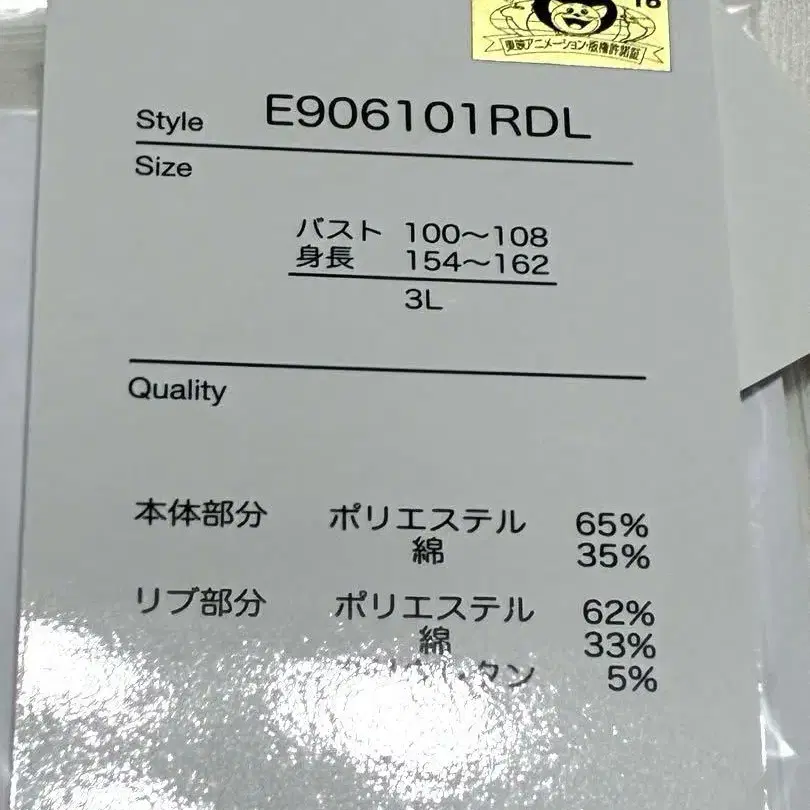 18
東映アニメーション・版権許諾証
Style E906101RDL
Size
バスト 100～108
身長 154～162
3L
Quality
本体部分 ポリエステル 65%
綿 35%
リブ部分 ポリエステル 62%
綿 33%
5%